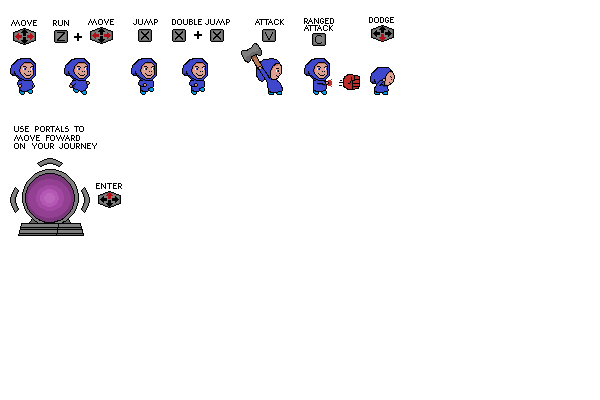 MOVE
RUN
MOVE
JUMP
DOUBLE JUMP
ATTACK
RANGED
ATTACK
DODGE
Z + 
X
X + X
V
C
USE PORTALS TO
MOVE FOWARD
ON YOUR JOURNEY
ENTER